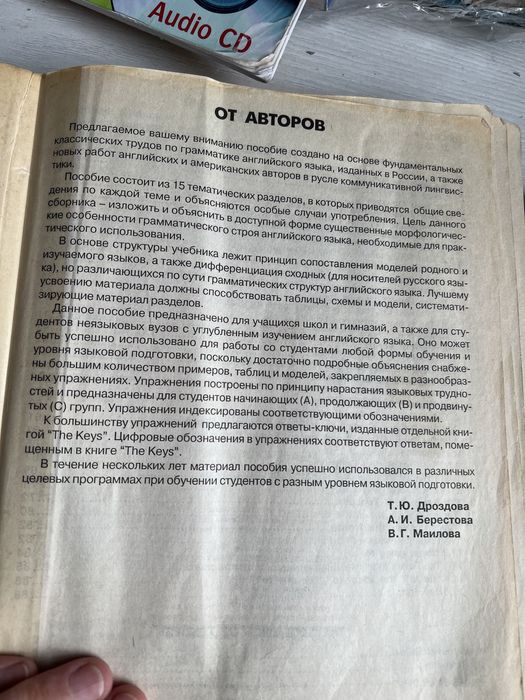 Audio CD
ОТ АВТОРОВ
Предлагаемое вашему вниманию пособие создано на основе фундаментальных
классических трудов по грамматике английского языка, изданных в России, а также
новых работ английских и американских авторов в русле коммуникативной лингвис-
тики.
Пособие состоит из 15 тематических разделов, в которых приводятся общие све-
дения по каждой теме и объясняются особые случаи употребления. Цель данного
сборника – изложить и объяснить в доступной форме существенные морфологичес-
кие особенности грамматического строя английского языка, необходимые для прак-
тического использования.
В основе структуры учебника лежит принцип сопоставления моделей родного и
изучаемого языков, а также дифференциация сходных (для носителей русского язы-
ка), но различающихся по сути грамматических структур английского языка. Лучшему
усвоению материала должны способствовать таблицы, схемы и модели, системати-
зирующие материал разделов.
Данное пособие предназначено для учащихся школ и гимназий, а также для сту-
дентов неязыковых вузов с углубленным изучением английского языка. Оно может
быть успешно использовано для работы со студентами любой формы обучения и
уровня языковой подготовки, поскольку достаточно подробные объяснения снабже-
ны большим количеством примеров, таблиц и моделей, закрепляемых в разнообраз-
ных упражнениях. Упражнения построены по принципу нарастания языковых трудно-
стей и предназначены для студентов начинающих (А), продолжающих (В) и продвину-
тых (С) групп. Упражнения индексированы соответствующими обозначениями.
К большинству упражнений предлагаются ответы-ключи, изданные отдельной кни-
гой "The Keys". Цифровые обозначения в упражнениях соответствуют ответам, поме-
щенным в книге "The Keys".
В течение нескольких лет материал пособия успешно использовался в различных
целевых программах при обучении студентов с разным уровнем языковой подготовки.
Т.Ю. Дроздова
А.И. Берестова
В.Г. Маилова